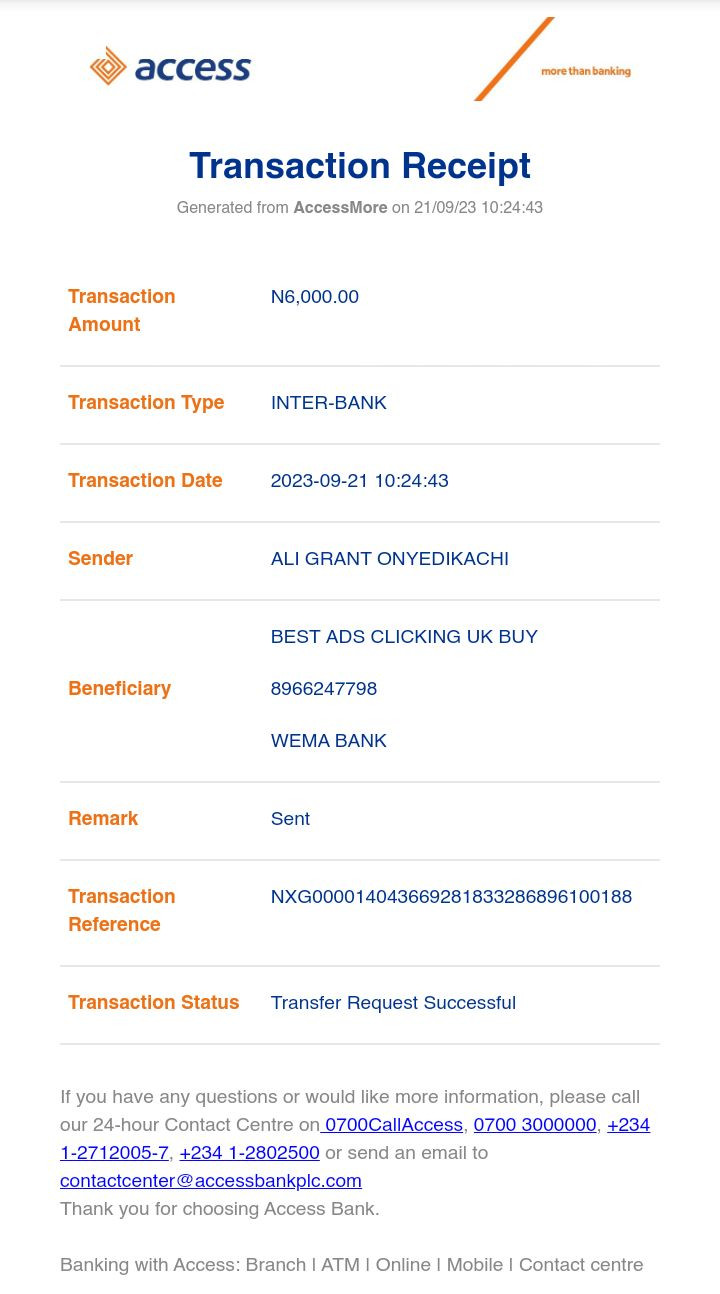 access
more than banking
Transaction Receipt
Generated from AccessMore on 21/09/23 10:24:43
Transaction Amount
N6,000.00
Transaction Type
INTER-BANK
Transaction Date
2023-09-21 10:24:43
Sender
ALI GRANT ONYEDIKACHI
Beneficiary
BEST ADS CLICKING UK BUY
8966247798
WEMA BANK
Remark
Sent
Transaction Reference
NXG000014043669281833286896100188
Transaction Status
Transfer Request Successful
If you have any questions or would like more information, please call
our 24-hour Contact Centre on 0700CallAccess, 0700 3000000, +234
1-2712005-7, +234 1-2802500 or send an email to
contactcenter@accessbankplc.com
Thank you for choosing Access Bank.
Banking with Access: Branch | ATM | Online | Mobile | Contact centre